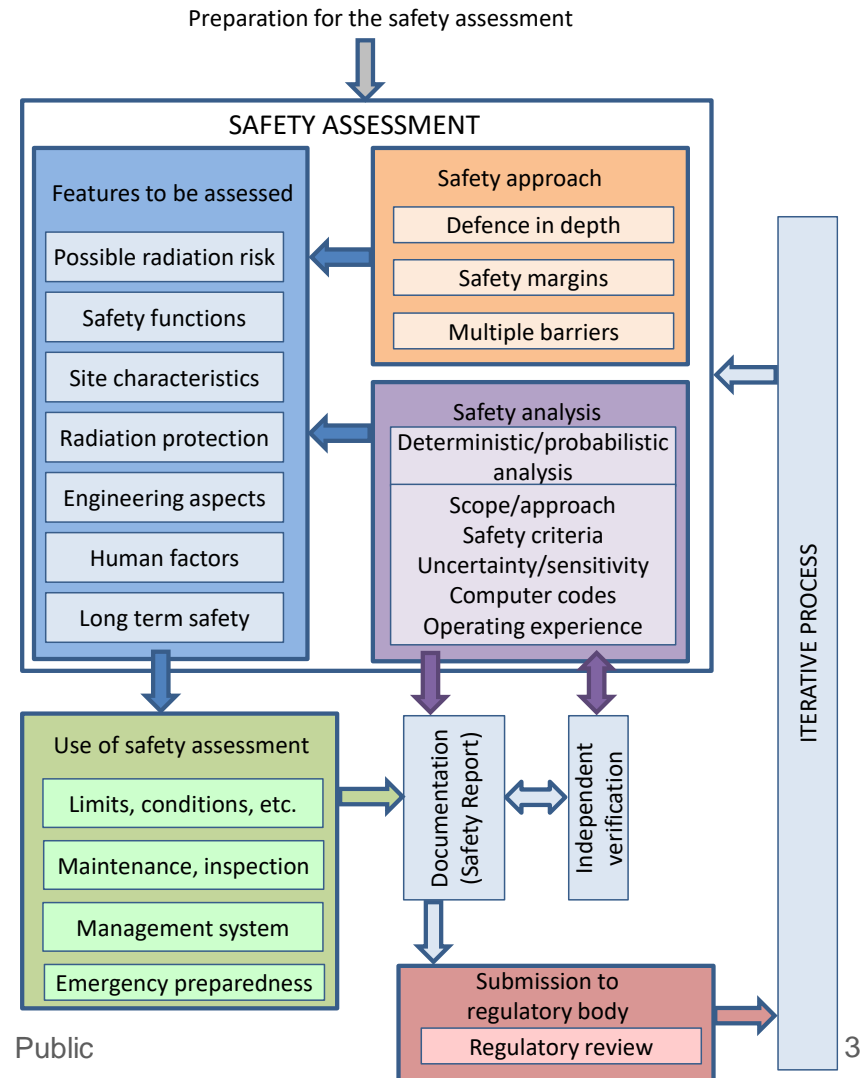 Preparation for the safety assessment
SAFETY ASSESSMENT
Features to be assessed
Possible radiation risk
Safety functions
Site characteristics
Radiation protection
Engineering aspects
Human factors
Long term safety
Safety approach
Defence in depth
Safety margins
Multiple barriers
Safety analysis
Deterministic/probabilistic
analysis
Scope/approach
Safety criteria
Uncertainty/sensitivity
Computer codes
Operating experience
Use of safety assessment
Limits, conditions, etc.
Maintenance, inspection
Management system
Emergency preparedness
Documentation
(Safety Report)
Independent
verification
Submission to
regulatory body
Regulatory review
ITERATIVE PROCESS
Public
3